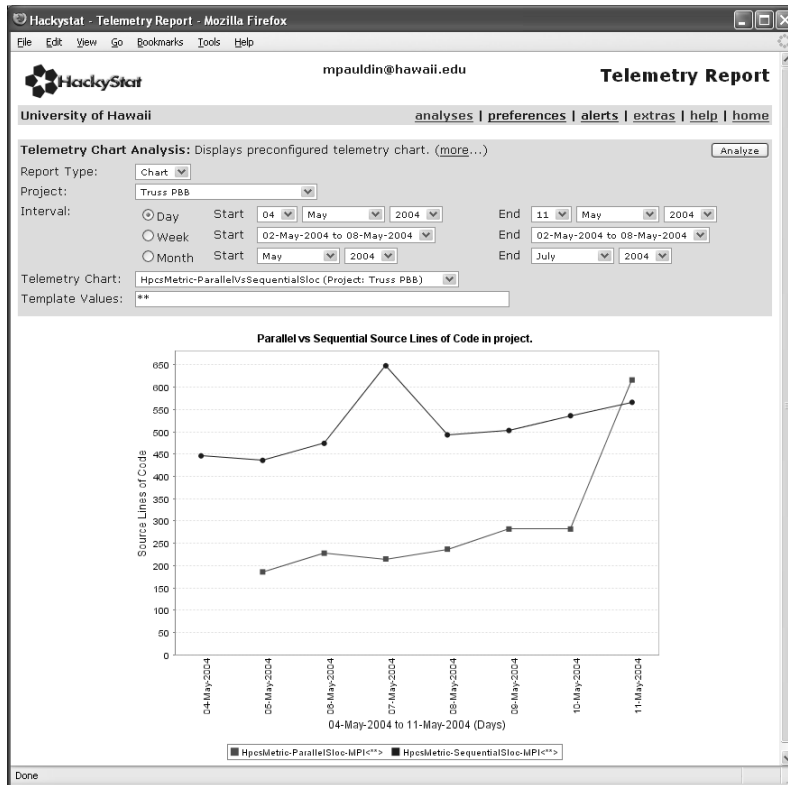 Hackystat - Telemetry Report - Mozilla Firefox
File Edit View Go Bookmarks Tools Help
HackyStat
mpauldin@hawaii.edu
Telemetry Report
University of Hawaii
analyses | preferences | alerts | extras | help | home
Telemetry Chart Analysis: Displays preconfigured telemetry chart. (more...)
Analyze
Report Type: Chart
Project: Truss PBB
Interval: Day Start 04 May 2004 End 11 May 2004
Week Start 02-May-2004 to 08-May-2004 End 02-May-2004 to 08-May-2004
Month Start May 2004 End July 2004
Telemetry Chart: HpcsMetric-ParallelVsSequentialSloc (Project: Truss PBB)
Template Values: **
Parallel vs Sequential Source Lines of Code in project.
650
600
550
500
450
400
350
300
250
200
150
100
50
0
Source Lines of Code
04-May-2004
05-May-2004
06-May-2004
07-May-2004
08-May-2004
09-May-2004
10-May-2004
11-May-2004
04-May-2004 to 11-May-2004 (Days)
HpcsMetric-ParallelSloc-MPI<**> HpcsMetric-SequentialSloc-MPI<**>
Done